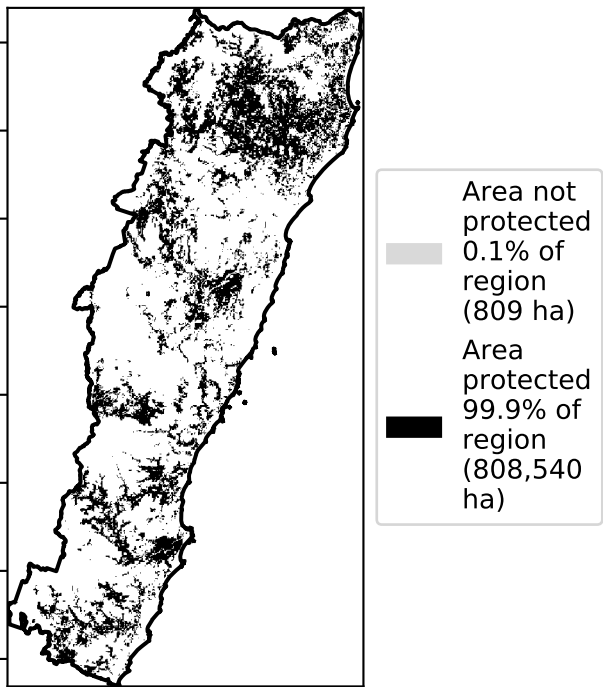 Area not
protected
0.1% of
region
(809 ha)
Area
protected
99.9% of
region
(808,540
ha)